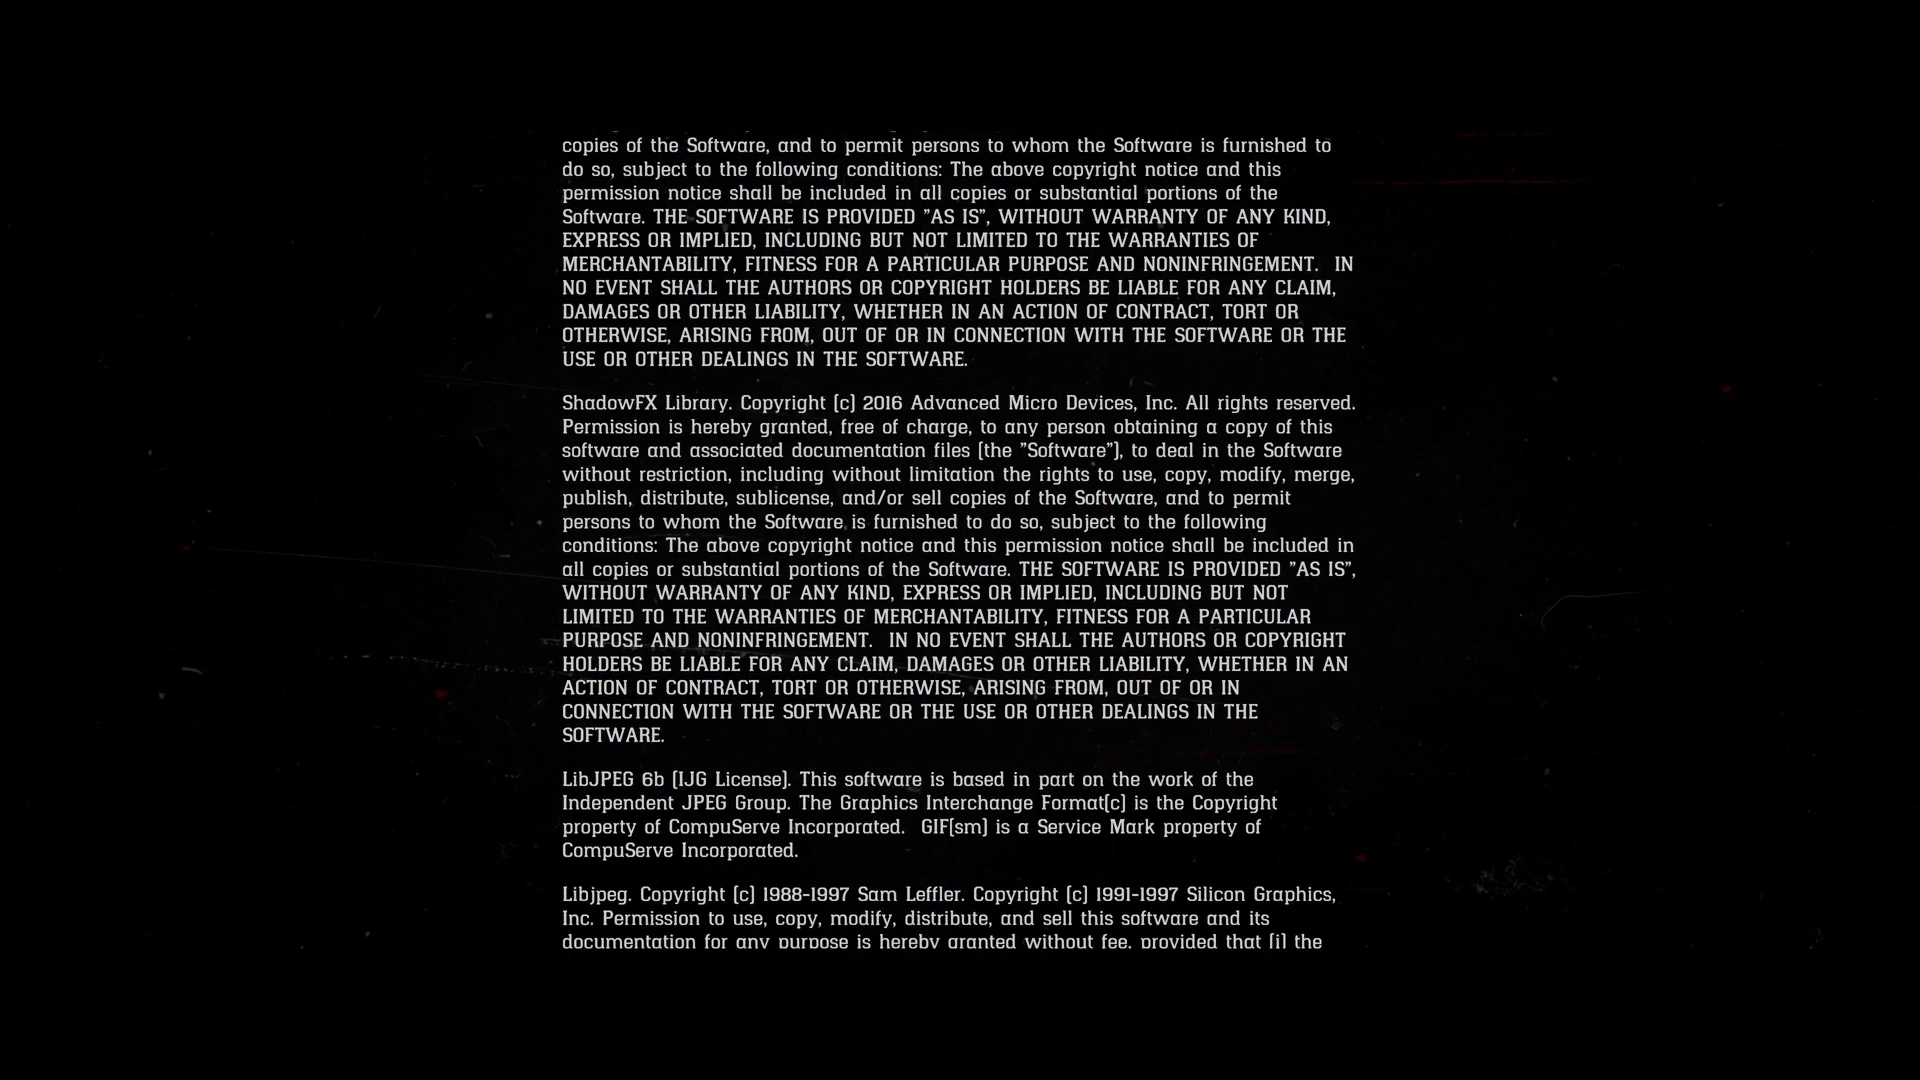 copies of the Software, and to permit persons to whom the Software is furnished to
do so, subject to the following conditions: The above copyright notice and this
permission notice shall be included in all copies or substantial portions of the
Software. THE SOFTWARE IS PROVIDED "AS IS", WITHOUT WARRANTY OF ANY KIND,
EXPRESS OR IMPLIED, INCLUDING BUT NOT LIMITED TO THE WARRANTIES OF
MERCHANTABILITY, FITNESS FOR A PARTICULAR PURPOSE AND NONINFRINGEMENT.  IN
NO EVENT SHALL THE AUTHORS OR COPYRIGHT HOLDERS BE LIABLE FOR ANY CLAIM,
DAMAGES OR OTHER LIABILITY, WHETHER IN AN ACTION OF CONTRACT, TORT OR
OTHERWISE, ARISING FROM, OUT OF OR IN CONNECTION WITH THE SOFTWARE OR THE
USE OR OTHER DEALINGS IN THE SOFTWARE.
ShadowFX Library. Copyright (c) 2016 Advanced Micro Devices, Inc. All rights reserved.
Permission is hereby granted, free of charge, to any person obtaining a copy of this
software and associated documentation files (the "Software"), to deal in the Software
without restriction, including without limitation the rights to use, copy, modify, merge,
publish, distribute, sublicense, and/or sell copies of the Software, and to permit
persons to whom the Software is furnished to do so, subject to the following
conditions: The above copyright notice and this permission notice shall be included in
all copies or substantial portions of the Software. THE SOFTWARE IS PROVIDED "AS IS",
WITHOUT WARRANTY OF ANY KIND, EXPRESS OR IMPLIED, INCLUDING BUT NOT
LIMITED TO THE WARRANTIES OF MERCHANTABILITY, FITNESS FOR A PARTICULAR
PURPOSE AND NONINFRINGEMENT.  IN NO EVENT SHALL THE AUTHORS OR COPYRIGHT
HOLDERS BE LIABLE FOR ANY CLAIM, DAMAGES OR OTHER LIABILITY, WHETHER IN AN
ACTION OF CONTRACT, TORT OR OTHERWISE, ARISING FROM, OUT OF OR IN
CONNECTION WITH THE SOFTWARE OR THE USE OR OTHER DEALINGS IN THE
SOFTWARE.
LibJPEG 6b (IJG License). This software is based in part on the work of the
Independent JPEG Group. The Graphics Interchange Format(c) is the Copyright
property of CompuServe Incorporated.  GIF(sm) is a Service Mark property of
CompuServe Incorporated.
Libjpeg. Copyright (c) 1988-1997 Sam Leffler. Copyright (c) 1991-1997 Silicon Graphics,
Inc. Permission to use, copy, modify, distribute, and sell this software and its
documentation for any purpose is hereby granted without fee, provided that (i) the